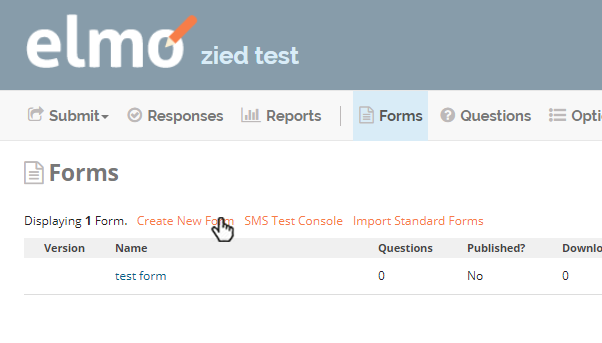 elmo zied test
Submit Responses Reports Forms Questions Opti
Forms
Displaying 1 Form. Create New Form SMS Test Console Import Standard Forms
Version Name Questions Published? Downlo
test form 0 No 0